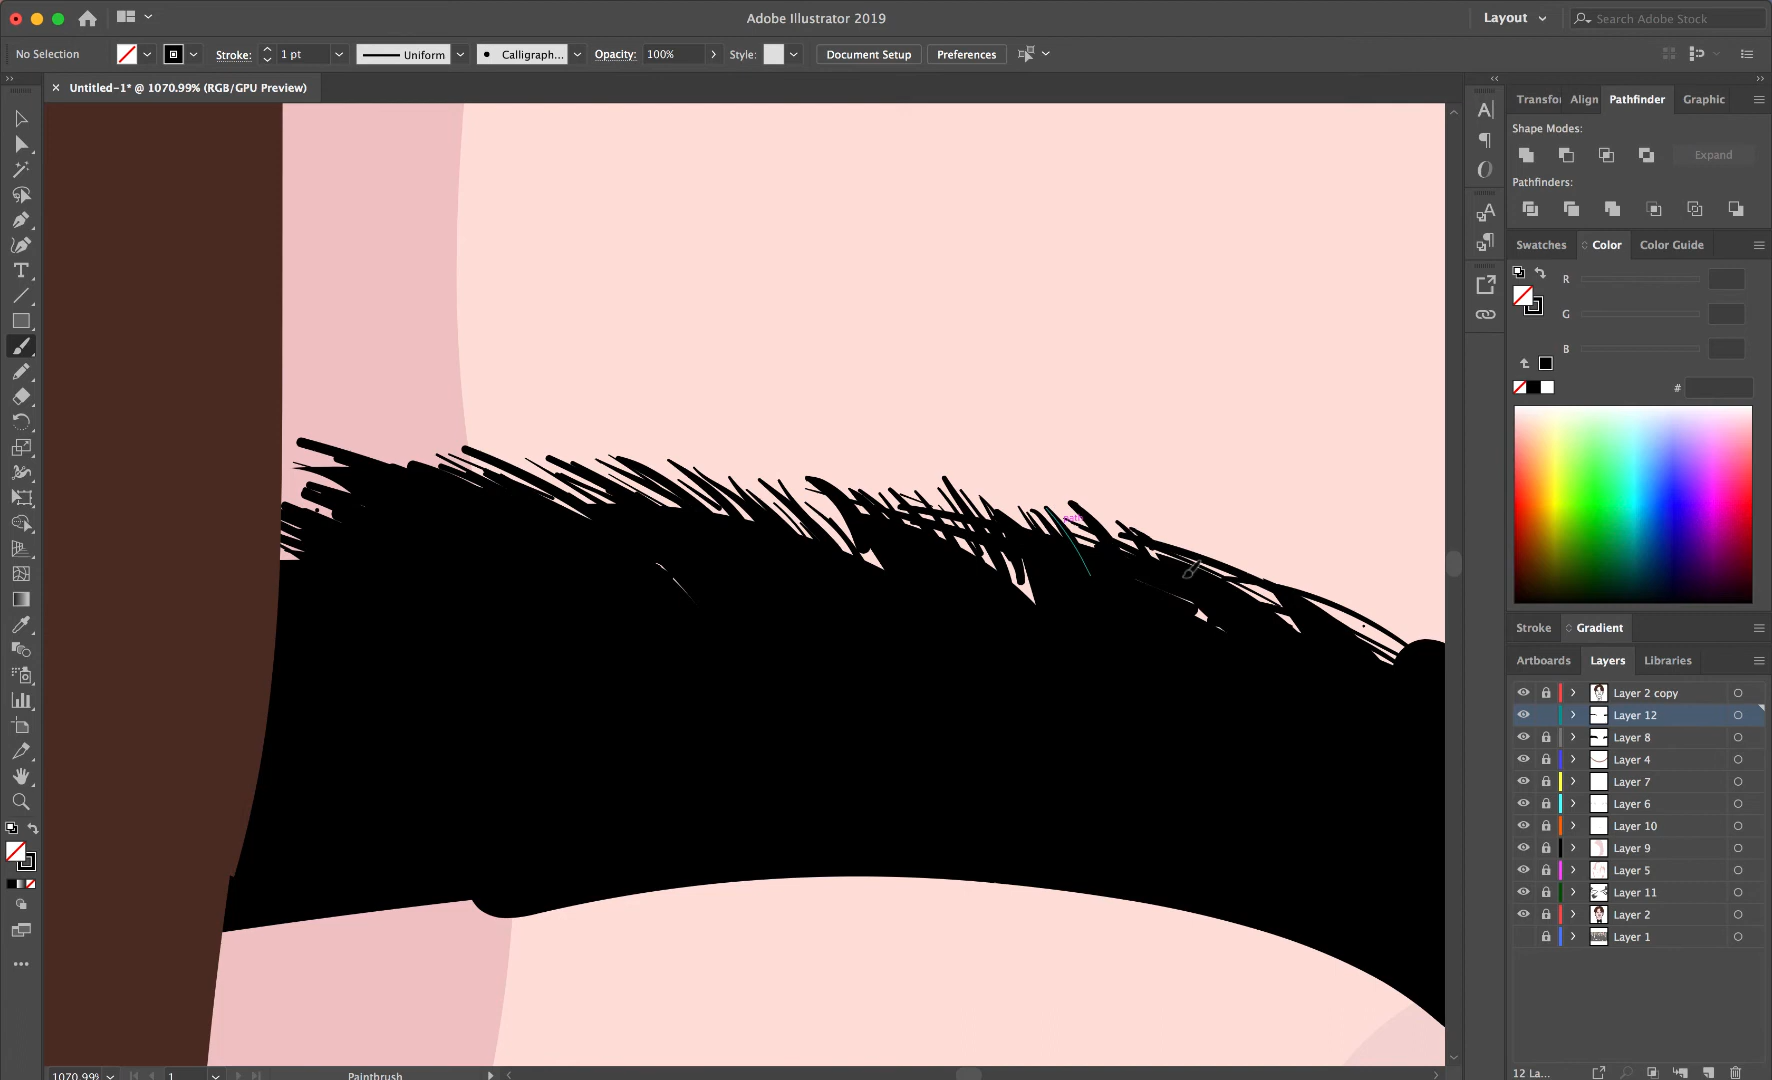 Adobe Illustrator 2019
Layout
Search Adobe Stock
No Selection
Stroke:
1 pt
Uniform
Calligraph...
Opacity:
100%
Style:
Document Setup
Preferences
Untitled-1* @ 1070.99% (RGB/GPU Preview)
Transfor
Align
Pathfinder
Graphic
Shape Modes:
Expand
Pathfinders:
Swatches
Color
Color Guide
R
G
B
#
path
Stroke
Gradient
Artboards
Layers
Libraries
Layer 2 copy
Layer 12
Layer 8
Layer 4
Layer 7
Layer 6
Layer 10
Layer 9
Layer 5
Layer 11
Layer 2
Layer 1
1070.99%
1
Paintbrush
12 La...